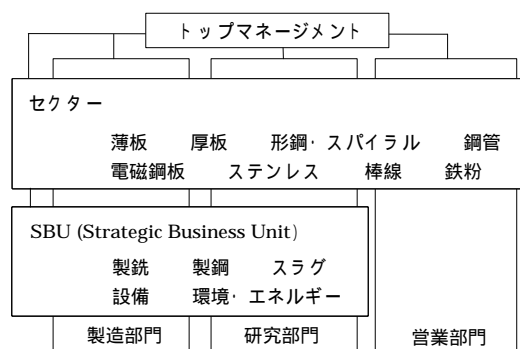 トップマネージメント
セクター
薄板 厚板 形鋼・スパイラル 鋼管
電磁鋼板 ステンレス 棒線 鉄粉
SBU (Strategic Business Unit)
製銑 製鋼 スラグ
設備 環境・エネルギー
製造部門 研究部門 営業部門